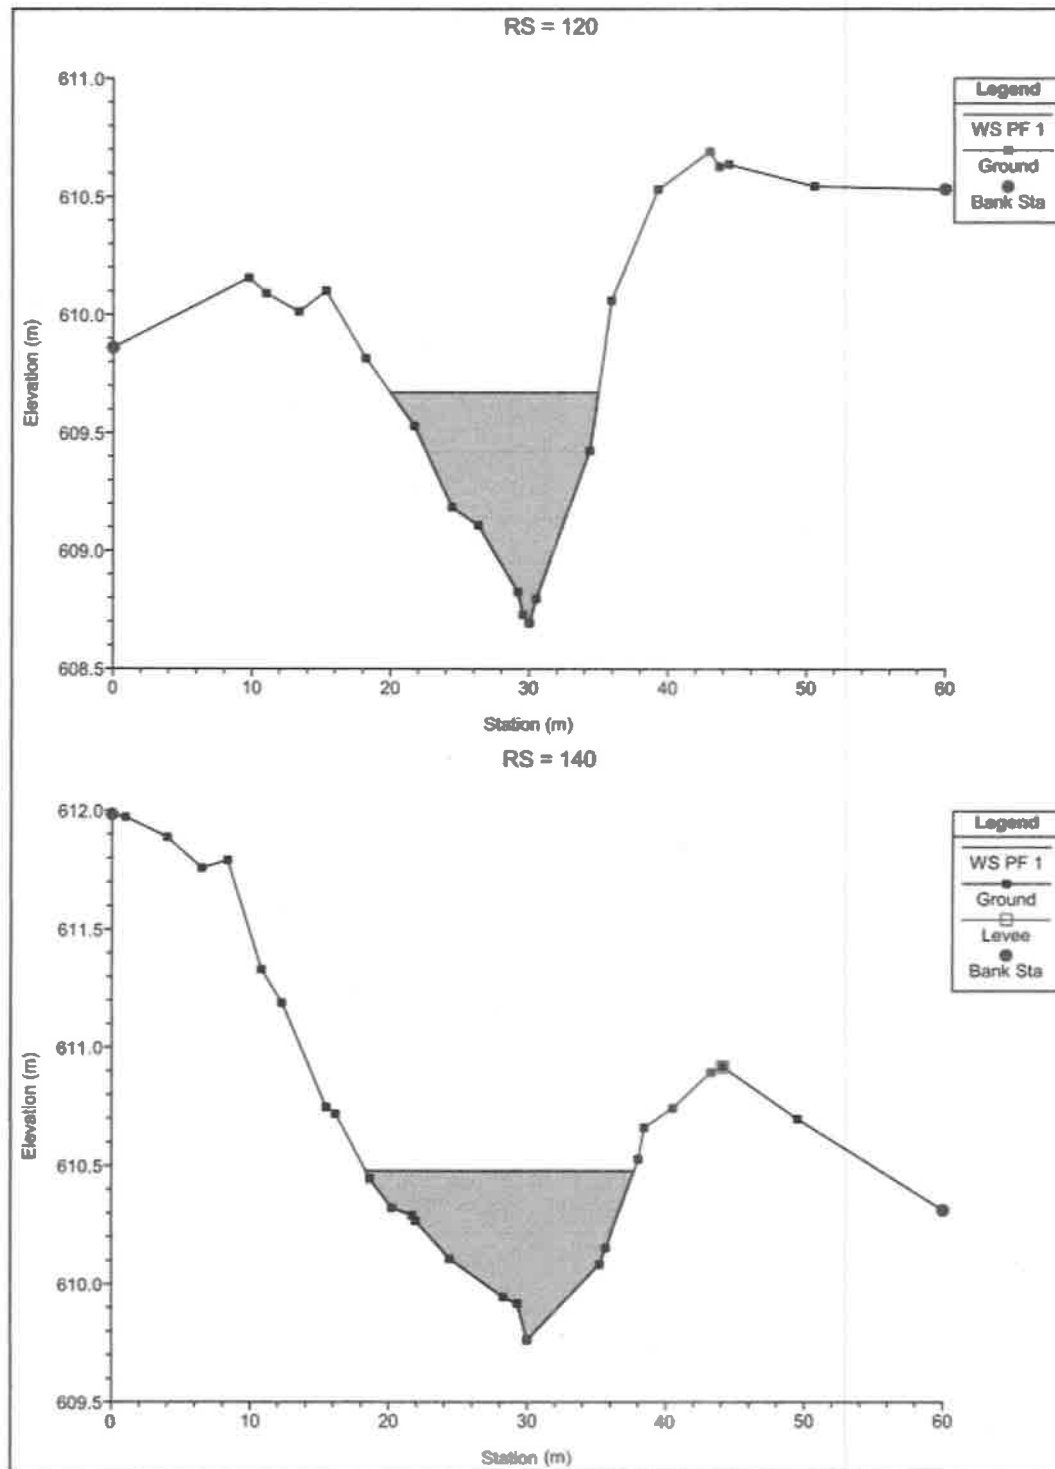 RS = 120
611.0
610.5
610.0
609.5
609.0
608.5
Elevation (m)
0
10
20
30
40
50
60
Station (m)
Legend
WS PF 1
Ground
Bank Sta
RS = 140
612.0
611.5
611.0
610.5
610.0
609.5
Elevation (m)
0
10
20
30
40
50
60
Station (m)
Legend
WS PF 1
Ground
Levee
Bank Sta